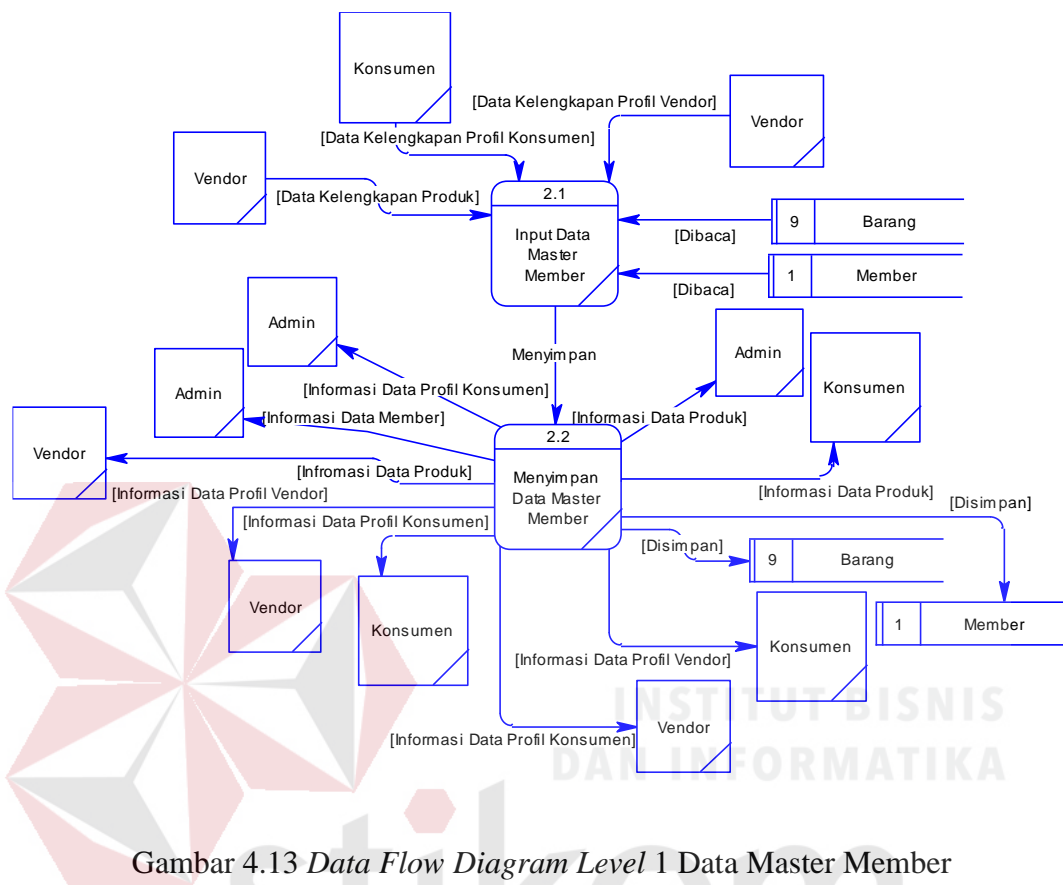 Konsumen
[Data Kelengkapan Profil Vendor]
Vendor
[Data Kelengkapan Profil Konsumen]
Vendor
[Data Kelengkapan Produk]
2.1
Input Data
Master
Member
9 Barang
[Dibaca]
1 Member
[Dibaca]
Admin
Menyimpan
Admin
Konsumen
Admin
[Informasi Data Profil Konsumen]
[Informasi Data Member]
[Informasi Data Produk]
2.2
Menyimpan
Data Master
Member
Vendor
[Infromasi Data Produk]
[Informasi Data Profil Vendor]
[Informasi Data Produk]
[Disimpan]
[Informasi Data Profil Konsumen]
[Disimpan]
9 Barang
Vendor
Konsumen
1 Member
Konsumen
[Informasi Data Profil Vendor]
Vendor
[Informasi Data Profil Konsumen]
INSTITUT BISNIS
DAN INFORMATIKA
Gambar 4.13 Data Flow Diagram Level 1 Data Master Member